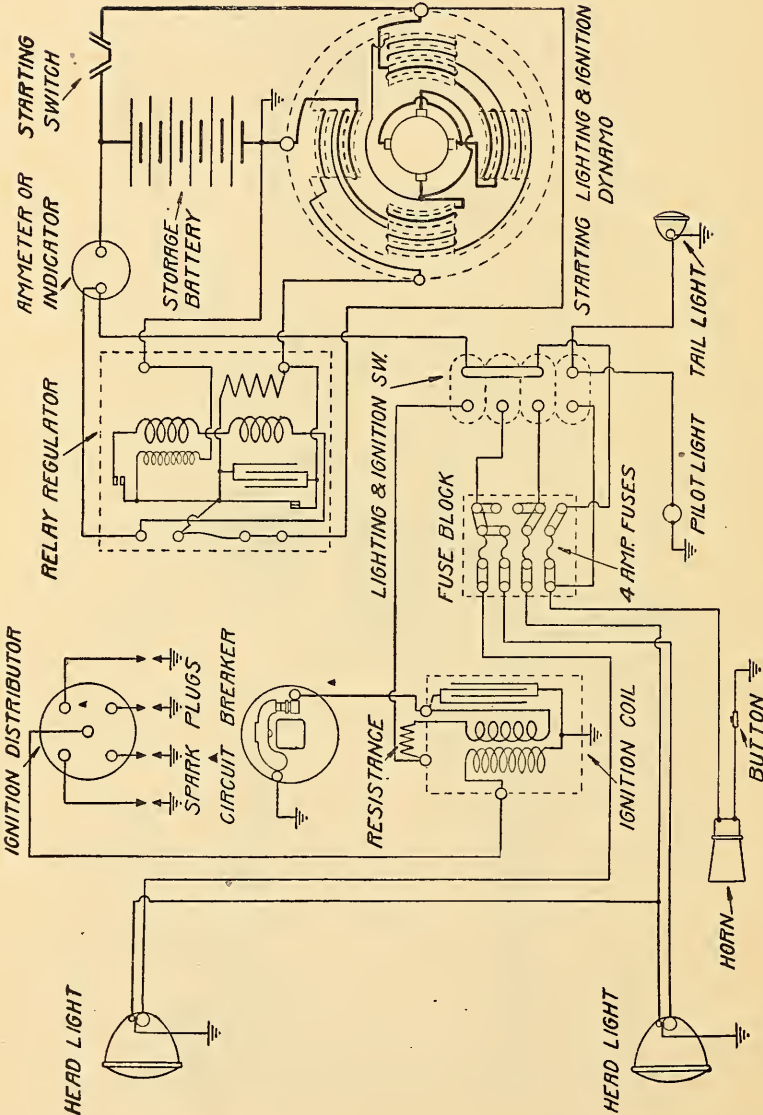 AMMETER OR
INDICATOR
STARTING
SWITCH
STORAGE
BATTERY
STARTING LIGHTING & IGNITION
DYNAMO
RELAY REGULATOR
LIGHTING & IGNITION SW.
TAIL LIGHT
PILOT LIGHT
FUSE BLOCK
4 AMP. FUSES
IGNITION DISTRIBUTOR
SPARK PLUGS
CIRCUIT BREAKER
RESISTANCE
IGNITION COIL
BUTTON
HORN
HEAD LIGHT
HEAD LIGHT